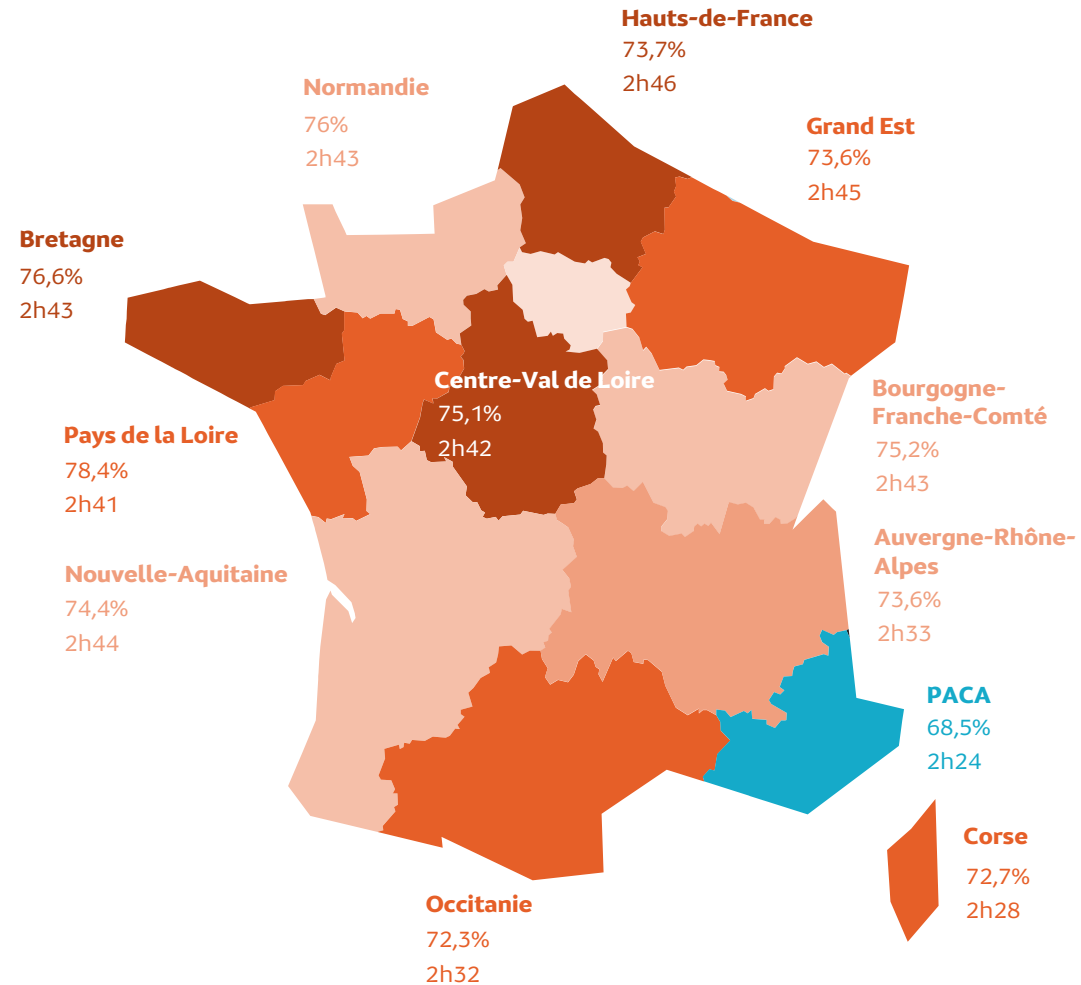 Hauts-de-France
73,7%
2h46
Normandie
76%
2h43
Grand Est
73,6%
2h45
Bretagne
76,6%
2h43
Centre-Val de Loire
75,1%
2h42
Bourgogne-
Franche-Comté
75,2%
2h43
Pays de la Loire
78,4%
2h41
Auvergne-Rhône-
Alpes
73,6%
2h33
Nouvelle-Aquitaine
74,4%
2h44
PACA
68,5%
2h24
Corse
72,7%
2h28
Occitanie
72,3%
2h32